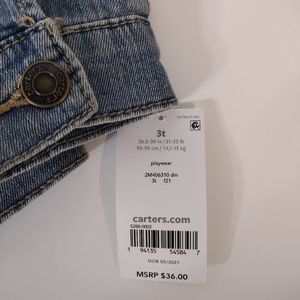 3t
36.5-39 in / 31-33 lb
93-99 cm / 14,1-15 kg
playwear
2M406310 dm
3t f21
carters.com
S288-0002
1 94135 54584 7
DOB 05/2021
MSRP $36.00